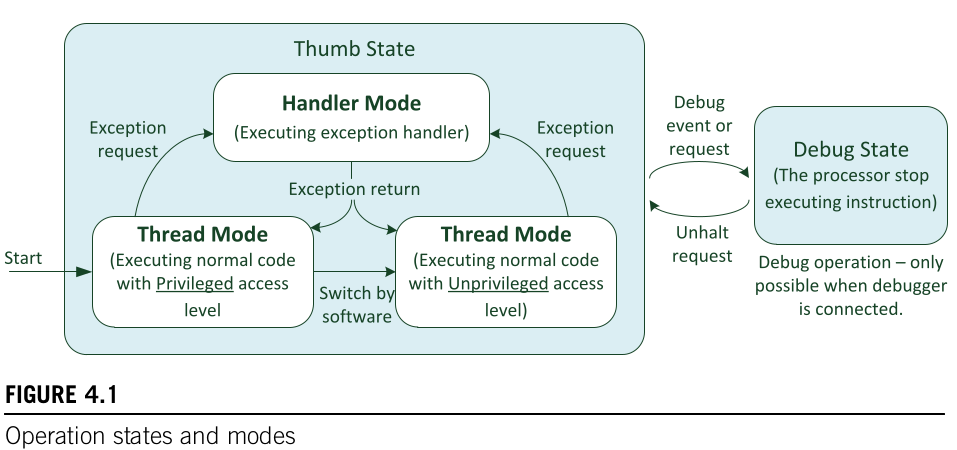 Thumb State
Handler Mode
(Executing exception handler)
Exception
request
Exception
request
Exception return
Start
Thread Mode
(Executing normal code
with Privileged access
level
Switch by
software
Thread Mode
(Executing normal code
with Unprivileged access
level)
Debug
event or
request
Unhalt
request
Debug State
(The processor stop
executing instruction)
Debug operation – only
possible when debugger
is connected.
FIGURE 4.1
Operation states and modes